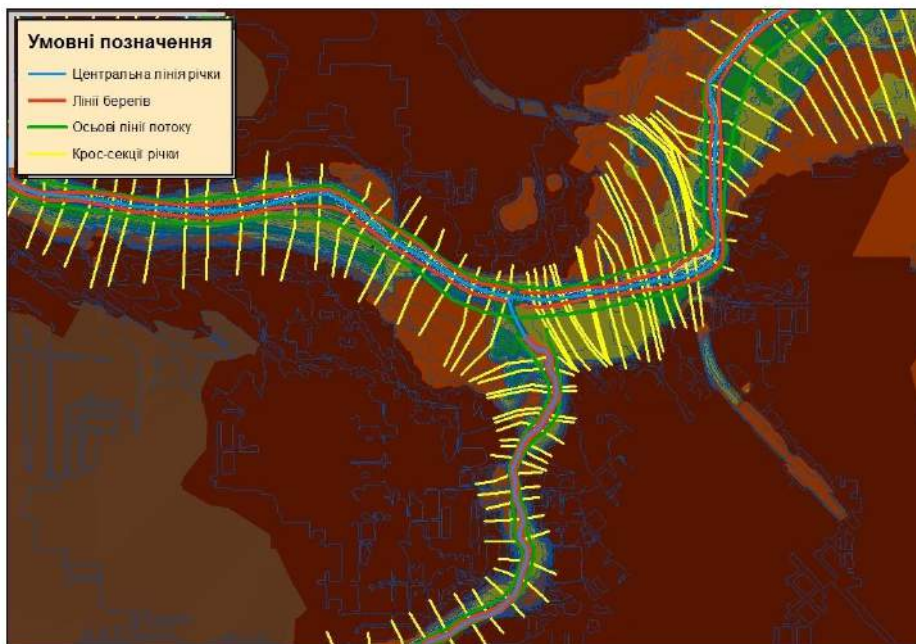 Умовні позначення
Центральна лінія річки
Лінії берегів
Осьові лінії потоку
Крос-секції річки